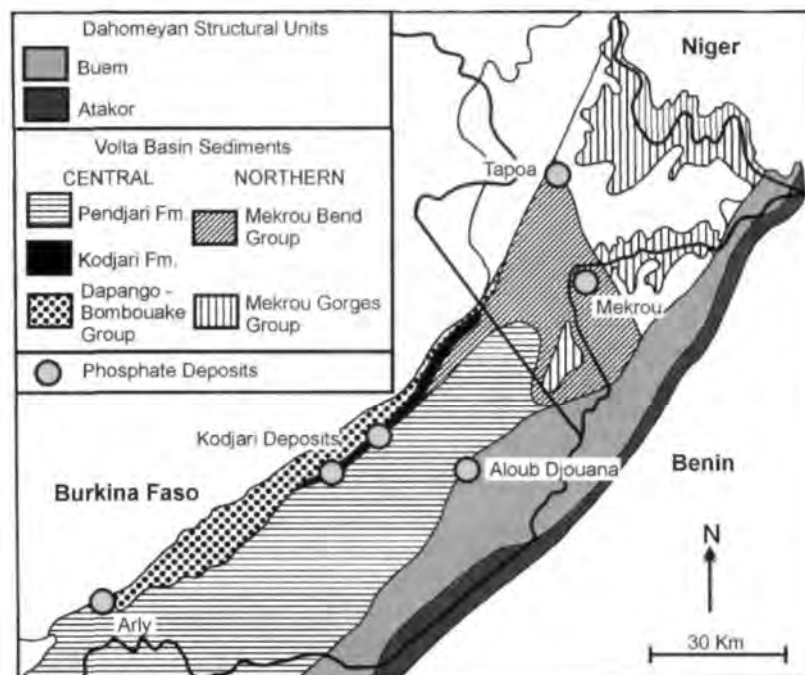 Dahomeyan Structural Units
Buem
Atakor
Volta Basin Sediments
CENTRAL NORTHERN
Pendjari Fm.
Mekrou Bend
Group
Kodjari Fm.
Dapango -
Bombouake
Group
Mekrou Gorges
Group
Phosphate Deposits
Niger
Tapoa
Mekrou
Kodjari Deposits
Aloub Djouana
Benin
Burkina Faso
Arly
N
30 Km